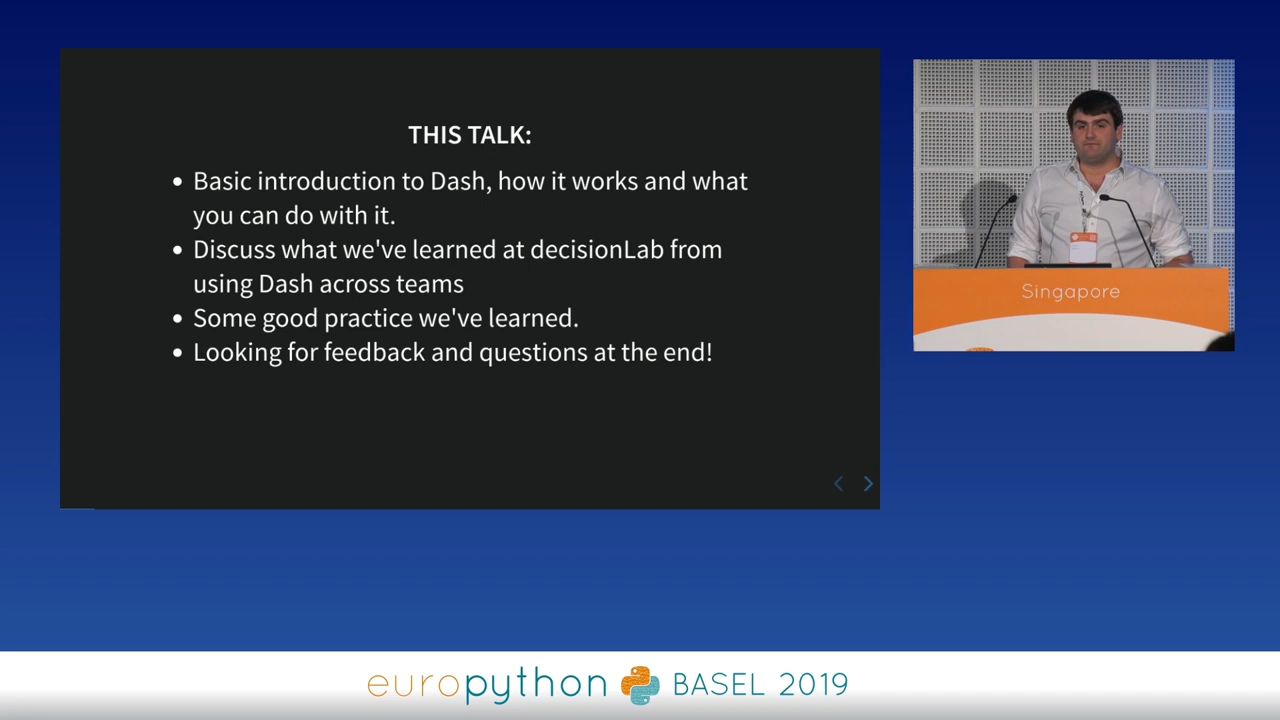 THIS TALK:
• Basic introduction to Dash, how it works and what
you can do with it.
• Discuss what we've learned at decisionLab from
using Dash across teams
• Some good practice we've learned.
• Looking for feedback and questions at the end!
Singapore
europython BASEL 2019